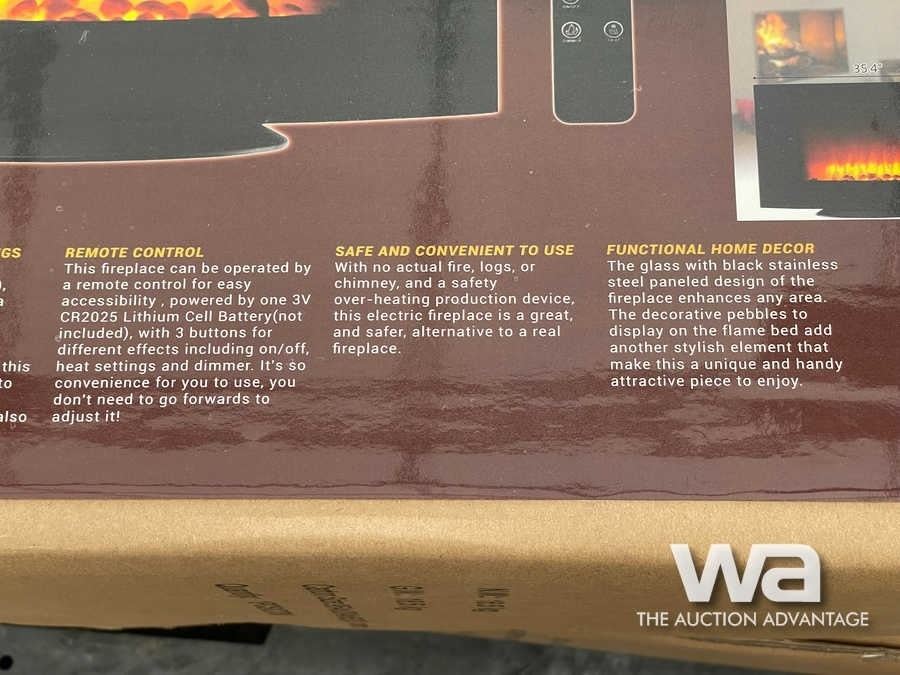 35.4"
GS
REMOTE CONTROL
This fireplace can be operated by
a remote control for easy
accessibility , powered by one 3V
CR2025 Lithium Cell Battery(not
included), with 3 buttons for
different effects including on/off,
heat settings and dimmer. It's so
convenience for you to use, you
don't need to go forwards to
adjust it!
this
to
also
SAFE AND CONVENIENT TO USE
With no actual fire, logs, or
chimney, and a safety
over-heating production device,
this electric fireplace is a great,
and safer, alternative to a real
fireplace.
FUNCTIONAL HOME DECOR
The glass with black stainless
steel paneled design of the
fireplace enhances any area.
The decorative pebbles to
display on the flame bed add
another stylish element that
make this a unique and handy
attractive piece to enjoy.
wa
THE AUCTION ADVANTAGE